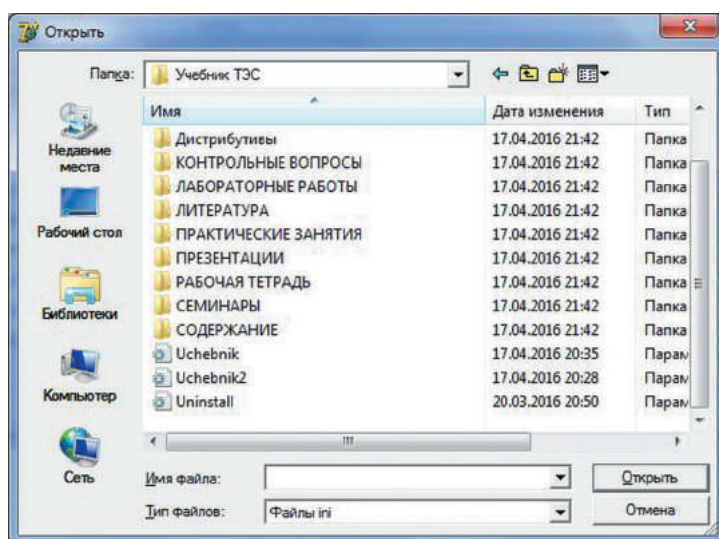 Открыть
Папка: Учебник ТЭС
Имя Дата изменения Тип
Дистрибутивы 17.04.2016 21:42 Папка
КОНТРОЛЬНЫЕ ВОПРОСЫ 17.04.2016 21:42 Папка
ЛАБОРАТОРНЫЕ РАБОТЫ 17.04.2016 21:42 Папка
ЛИТЕРАТУРА 17.04.2016 21:42 Папка
ПРАКТИЧЕСКИЕ ЗАНЯТИЯ 17.04.2016 21:42 Папка
ПРЕЗЕНТАЦИИ 17.04.2016 21:42 Папка
РАБОЧАЯ ТЕТРАДЬ 17.04.2016 21:42 Папка
СЕМИНАРЫ 17.04.2016 21:42 Папка
СОДЕРЖАНИЕ 17.04.2016 21:42 Папка
Uchebnik 17.04.2016 20:35 Парам
Uchebnik2 17.04.2016 20:28 Парам
Uninstall 20.03.2016 20:50 Парам
Недавние
места
Рабочий стол
Библиотеки
Компьютер
Сеть
Имя файла: Открыть
Тип файлов: Файлы ini Отмена